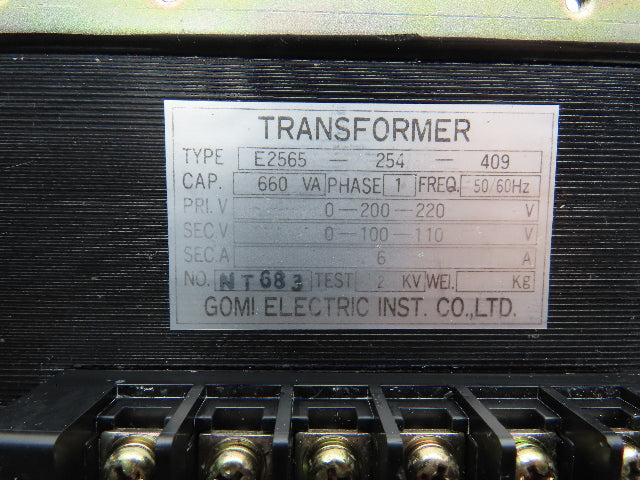 TRANSFORMER
TYPE E2565 — 254 — 409
CAP. 660 VA PHASE 1 FREQ. 50/60Hz
PRI. V 0—200—220 V
SEC. V 0—100—110 V
SEC. A 6 A
NO. NT683 TEST 2 KV WEI. Kg
GOMI ELECTRIC INST. CO.,LTD.